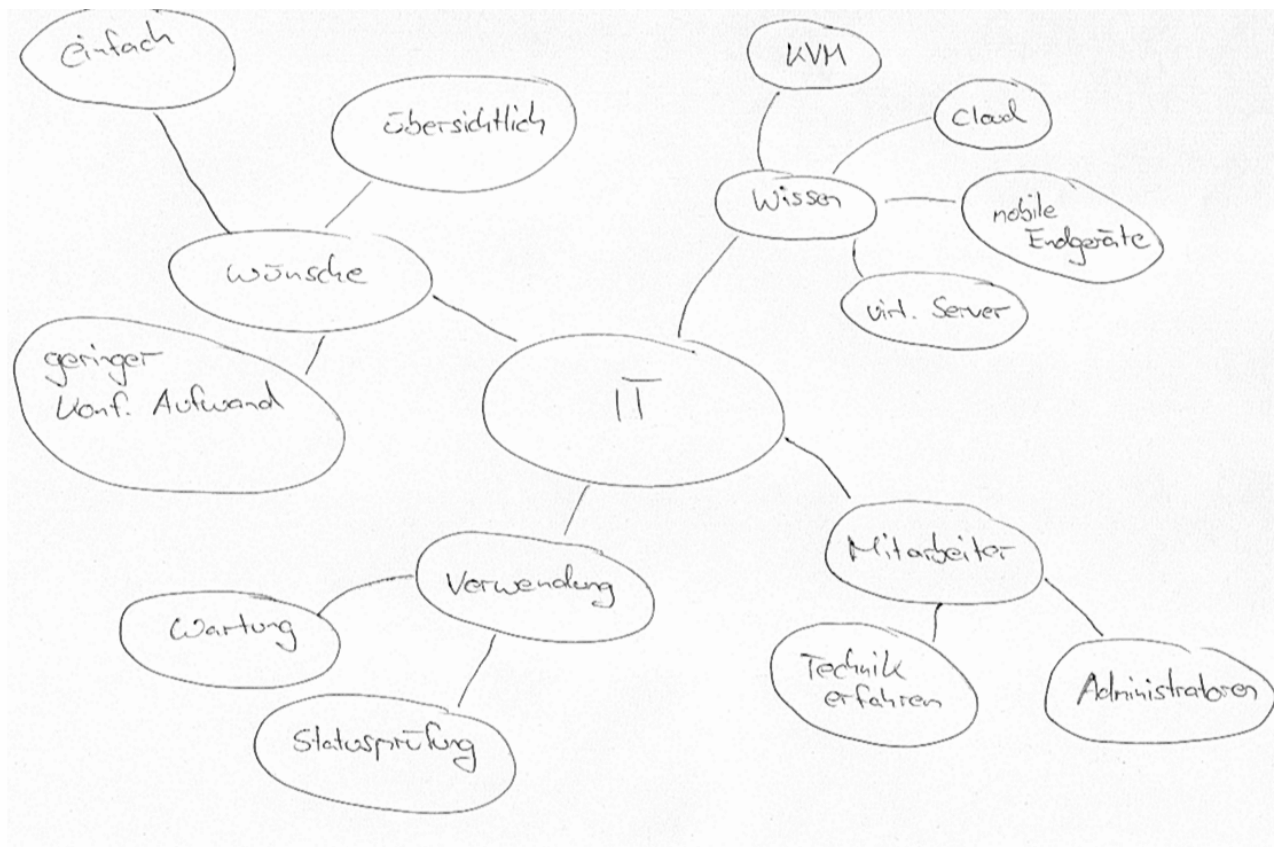 einfach
übersichtlich
Wünsche
geringer
Konf. Aufwand
KVM
Cloud
Wissen
mobile
Endgeräte
virt. Server
IT
Verwendung
Wartung
Statusprüfung
Mitarbeiter
Technik
erfahren
Administratoren